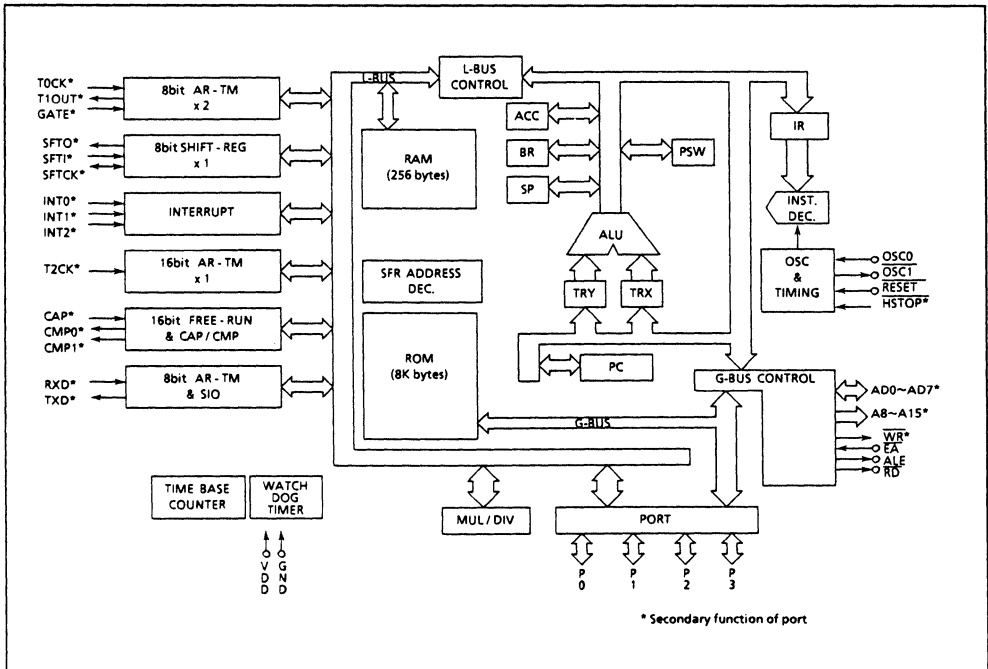 T0CK*
T1OUT*
GATE*
8bit AR - TM
x 2
SFTO*
SFTI*
SFTCK*
8bit SHIFT - REG
x 1
INT0*
INT1*
INT2*
INTERRUPT
T2CK*
16bit AR - TM
x 1
CAP*
CMP0*
CMP1*
16bit FREE - RUN
& CAP / CMP
RXD*
TXD*
8bit AR - TM
& SIO
TIME BASE
COUNTER
WATCH
DOG
TIMER
VDD
GND
L-BUS
L-BUS
CONTROL
RAM
(256 bytes)
SFR ADDRESS
DEC.
ROM
(8K bytes)
ACC
BR
SP
PSW
ALU
TRY
TRX
PC
IR
INST.
DEC.
OSC
&
TIMING
OSC0
OSC1
RESET
HSTOP*
G-BUS CONTROL
G-BUS
AD0~AD7*
A8~A15*
WR*
EA
ALE
RD
MUL / DIV
PORT
P0
P1
P2
P3
* Secondary function of port